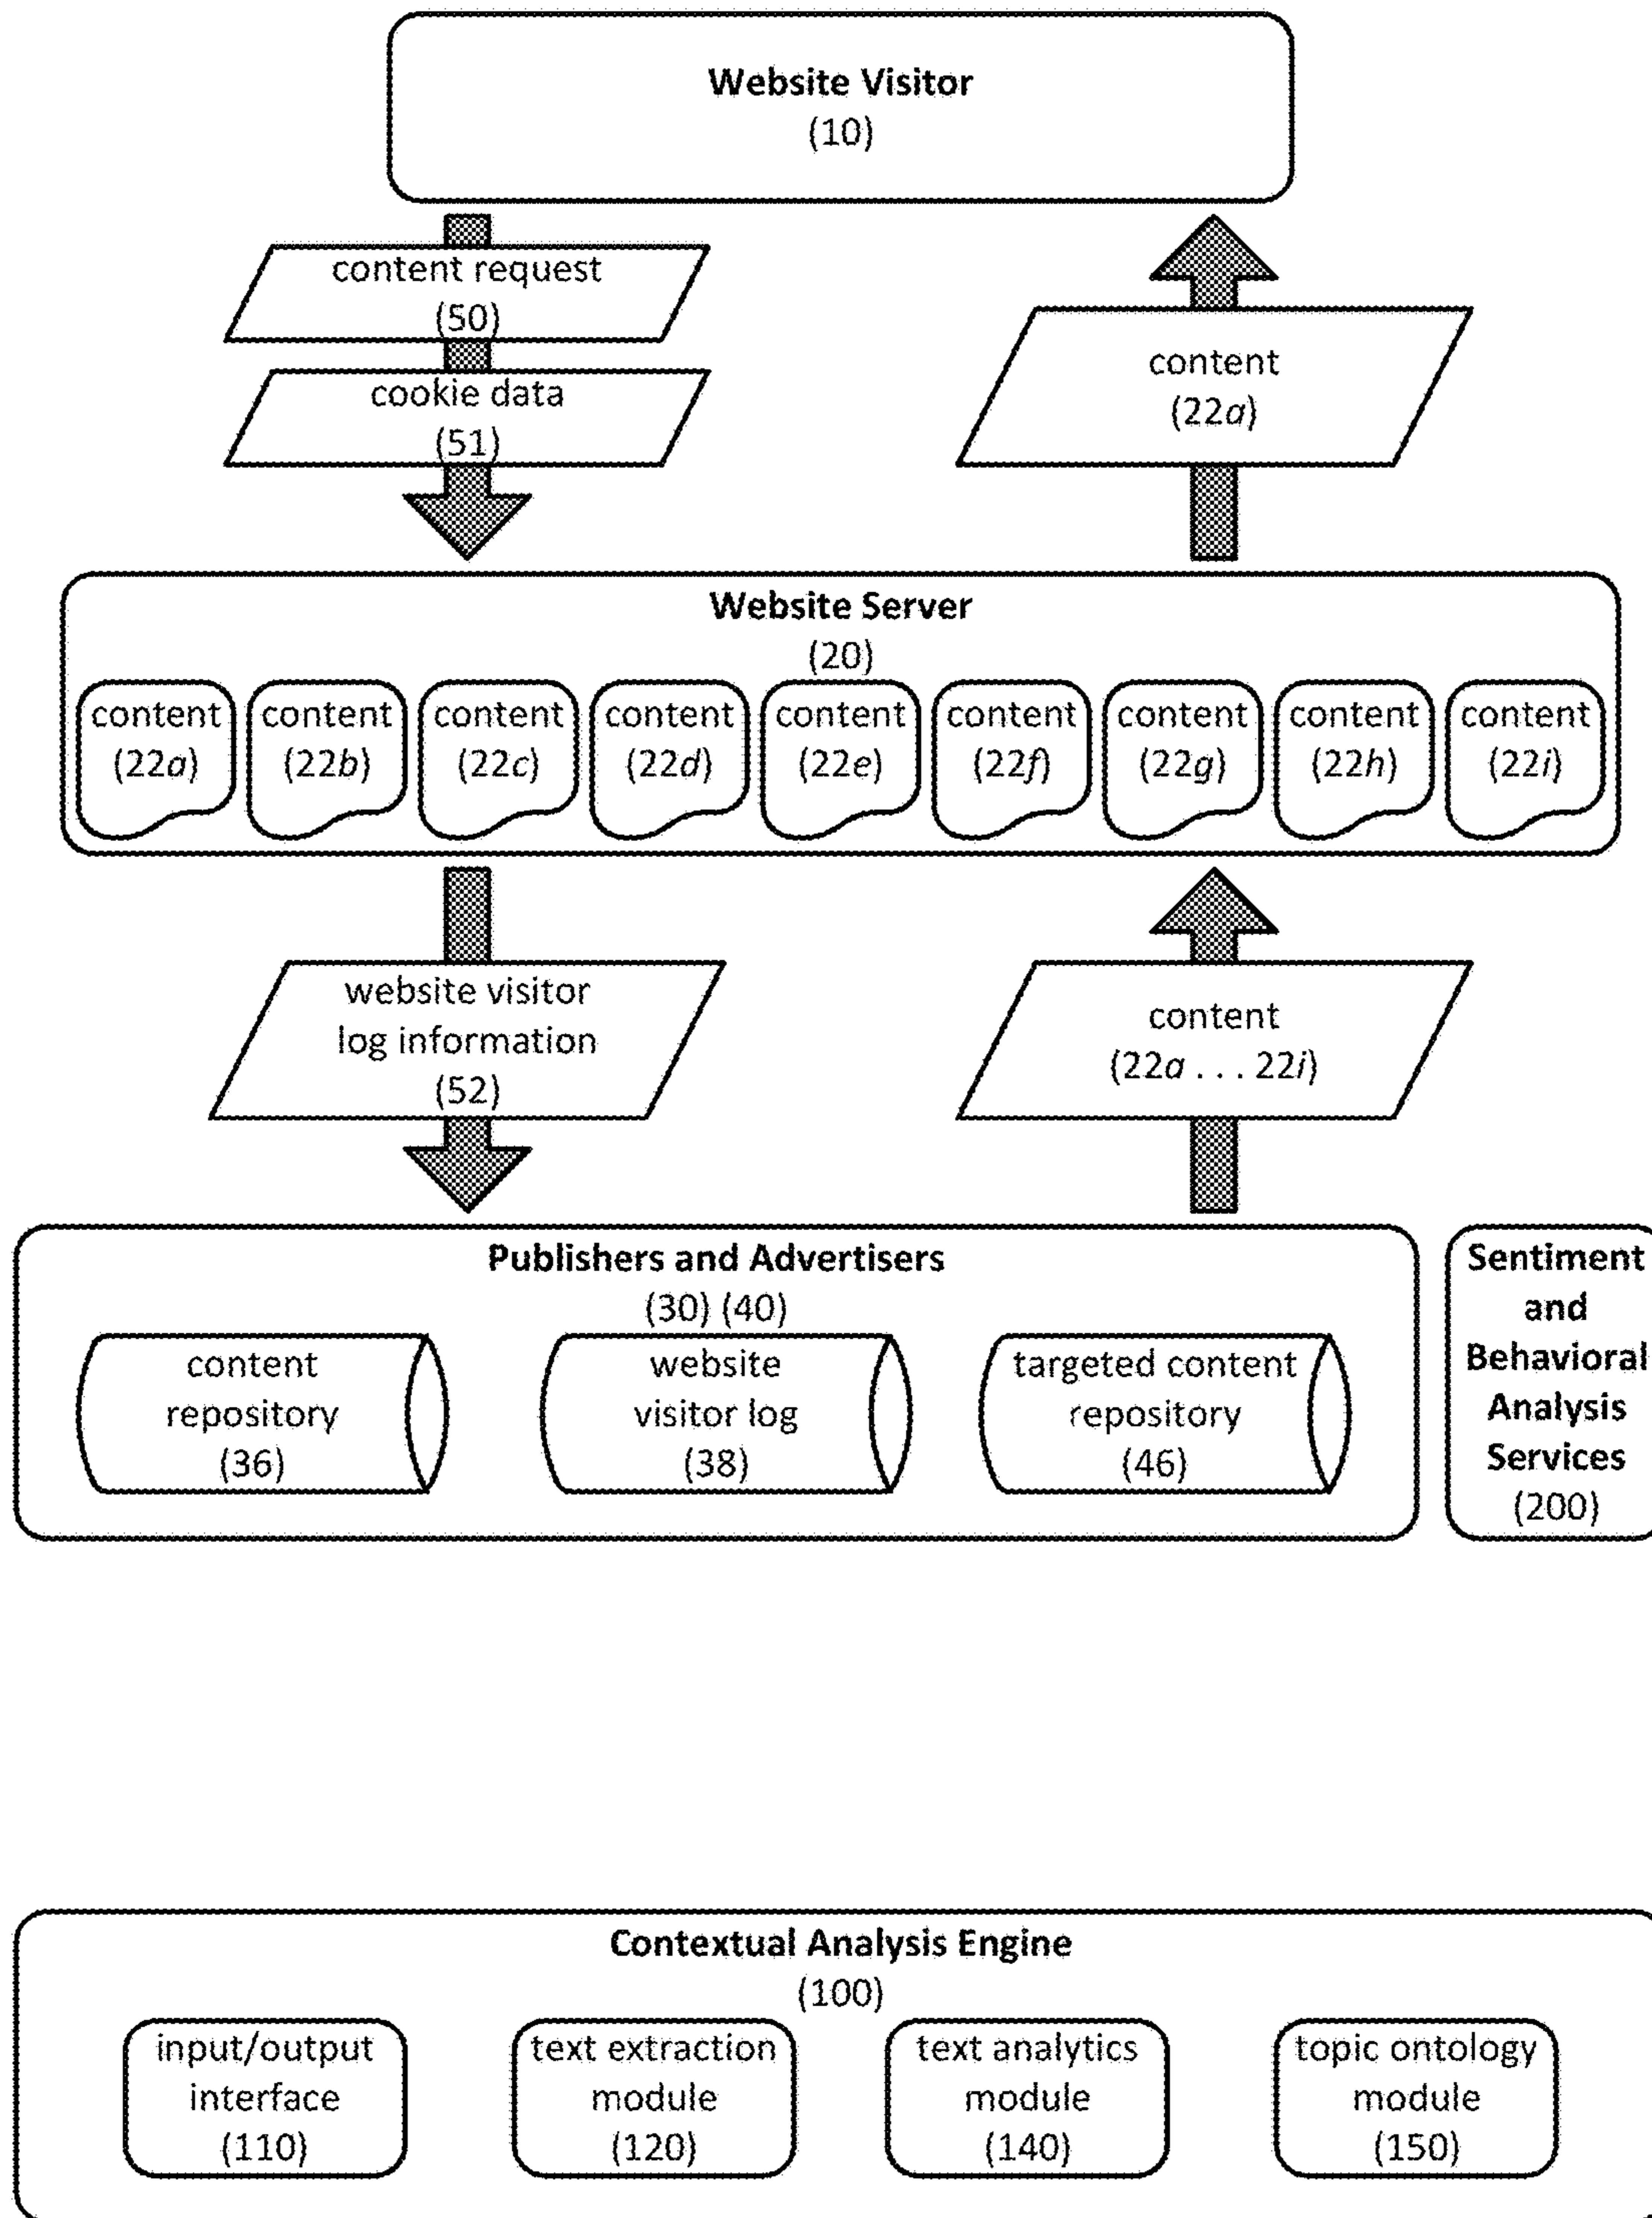 Website Visitor
(10)
content request
(50)
cookie data
(51)
content
(22a)
Website Server
(20)
content
(22a)
content
(22b)
content
(22c)
content
(22d)
content
(22e)
content
(22f)
content
(22g)
content
(22h)
content
(22i)
website visitor
log information
(52)
content
(22a . . . 22i)
Publishers and Advertisers
(30) (40)
content
repository
(36)
website
visitor log
(38)
targeted content
repository
(46)
Sentiment
and
Behavioral
Analysis
Services
(200)
Contextual Analysis Engine
(100)
input/output
interface
(110)
text extraction
module
(120)
text analytics
module
(140)
topic ontology
module
(150)